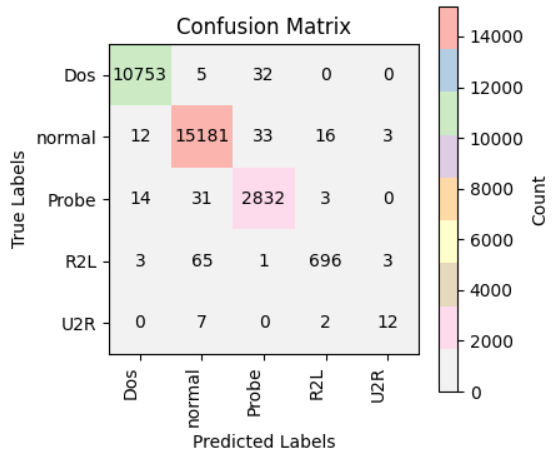 Confusion Matrix
True Labels
Dos 10753 5 32 0 0
normal 12 15181 33 16 3
Probe 14 31 2832 3 0
R2L 3 65 1 696 3
U2R 0 7 0 2 12
Dos normal Probe R2L U2R
Predicted Labels
14000
12000
10000
8000
6000
4000
2000
0
Count